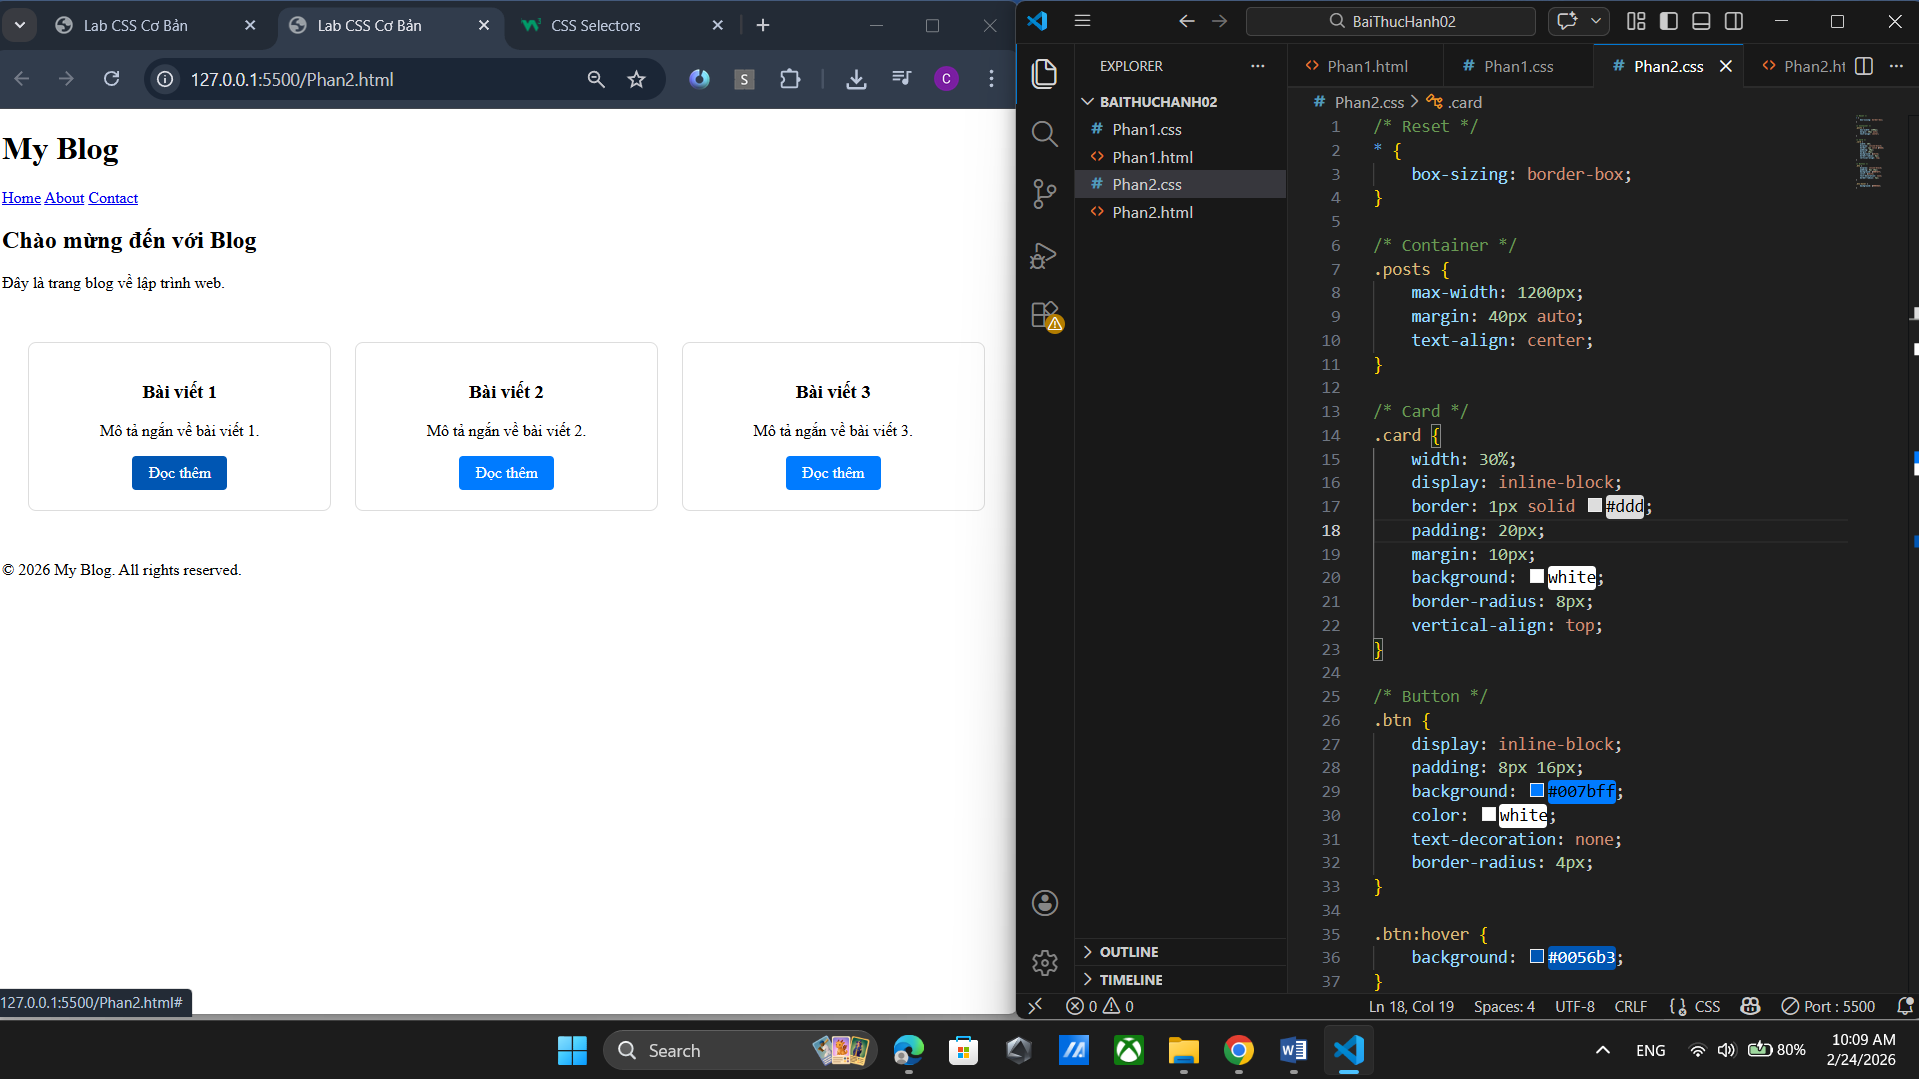 Lab CSS Cơ Bản
Lab CSS Cơ Bản
CSS Selectors
127.0.0.1:5500/Phan2.html
S
C
My Blog
Home About Contact
Chào mừng đến với Blog
Đây là trang blog về lập trình web.
Bài viết 1
Mô tả ngắn về bài viết 1.
Đọc thêm
Bài viết 2
Mô tả ngắn về bài viết 2.
Đọc thêm
Bài viết 3
Mô tả ngắn về bài viết 3.
Đọc thêm
© 2026 My Blog. All rights reserved.
127.0.0.1:5500/Phan2.html#
BaiThucHanh02
EXPLORER
BAITHUCHANH02
# Phan1.css
<> Phan1.html
# Phan2.css
<> Phan2.html
OUTLINE
TIMELINE
<> Phan1.html
# Phan1.css
# Phan2.css
<> Phan2.ht
# Phan2.css > .card
1 /* Reset */
2 * {
3 box-sizing: border-box;
4 }
5
6 /* Container */
7 .posts {
8 max-width: 1200px;
9 margin: 40px auto;
10 text-align: center;
11 }
12
13 /* Card */
14 .card {
15 width: 30%;
16 display: inline-block;
17 border: 1px solid #ddd;
18 padding: 20px;
19 margin: 10px;
20 background: white;
21 border-radius: 8px;
22 vertical-align: top;
23 }
24
25 /* Button */
26 .btn {
27 display: inline-block;
28 padding: 8px 16px;
29 background: #007bff;
30 color: white;
31 text-decoration: none;
32 border-radius: 4px;
33 }
34
35 .btn:hover {
36 background: #0056b3;
37 }
0 0
Ln 18, Col 19
Spaces: 4
UTF-8
CRLF
{} CSS
Port : 5500
Search
ENG
80%
10:09 AM
2/24/2026